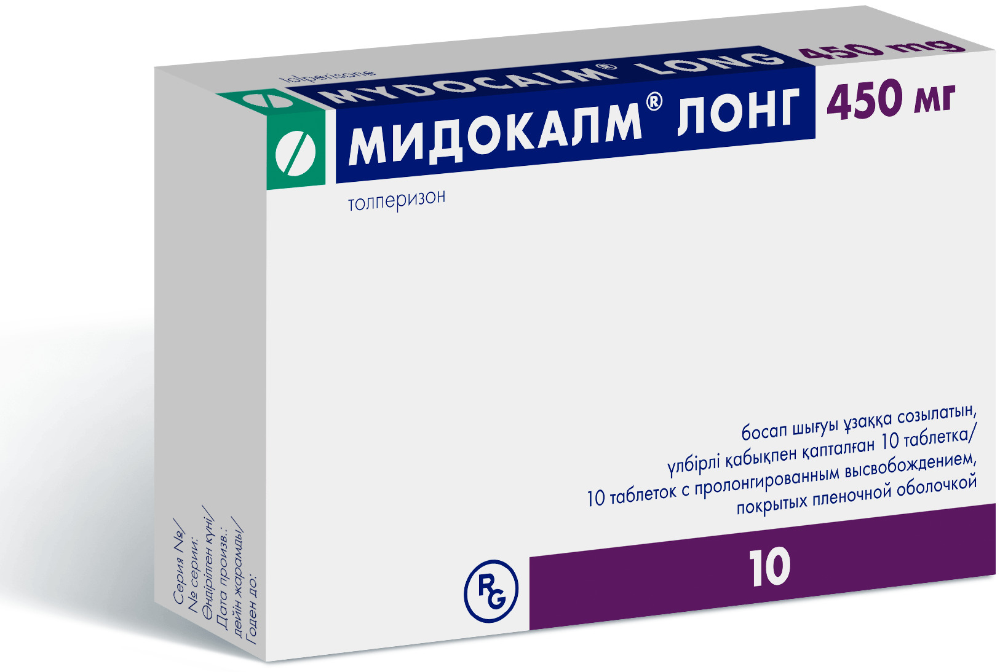 tolperisone
MYDOCALM® LONG 450 mg
МИДОКАЛМ® ЛОНГ 450 мг
толперизон
босап шығуы ұзаққа созылатын,
үлбірлі қабықпен қапталған 10 таблетка/
10 таблеток с пролонгированным высвобождением,
покрытых пленочной оболочкой
RG
10
Серия №/
№ серии:
Өндірілген күні/
Дата произв.:
дейін жарамды/
Годен до: